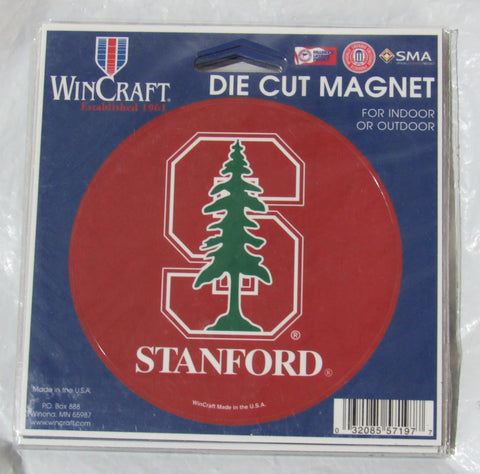 WINCRAFT®
Established 1961
SMA
DIE CUT MAGNET
FOR INDOOR
OR OUTDOOR
S
®
STANFORD®
WinCraft Made in the U.S.A.
Made in the U.S.A.
P.O. Box 888
Winona, MN 55987
www.wincraft.com
0 32085 57197 7